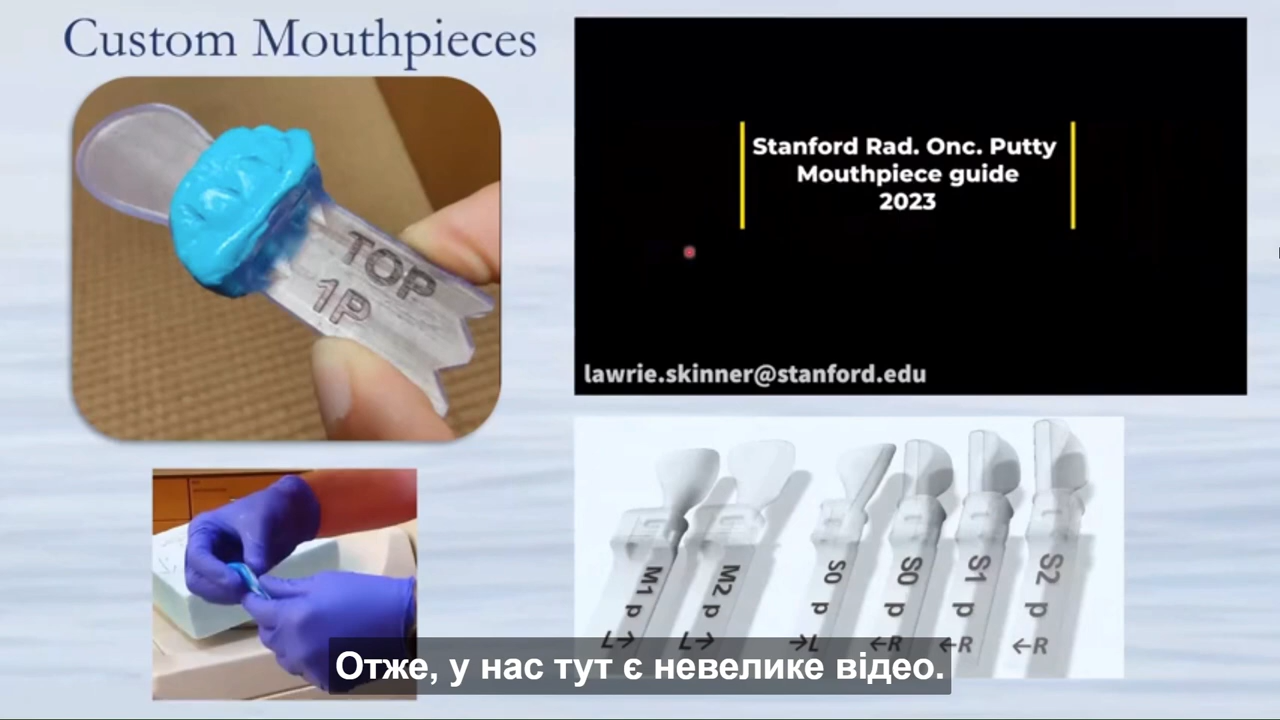 Custom Mouthpieces
TOP
1P
Stanford Rad. Onc. Putty
Mouthpiece guide
2023
lawrie.skinner@stanford.edu
M1 p L→
M2 p L→
S0 p →L
S0 p ←R
S1 p ←R
S2 p ←R
Отже, у нас тут є невелике відео.